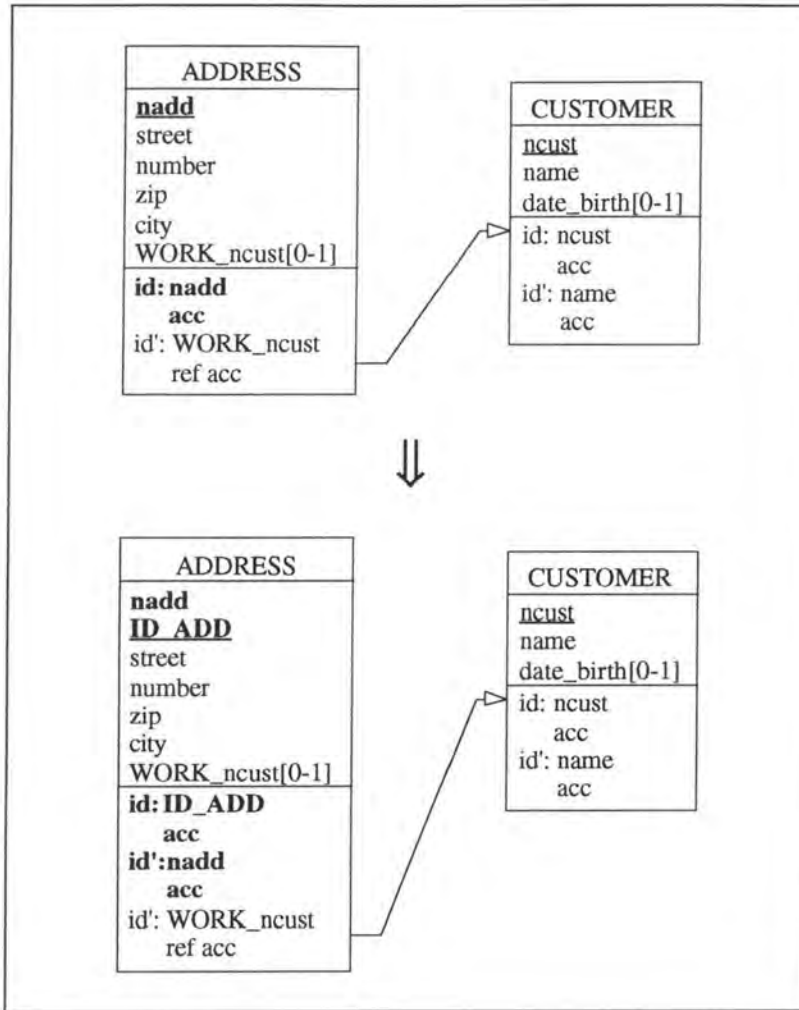 ADDRESS
nadd
street
number
zip
city
WORK_ncust[0-1]
id: nadd
acc
id': WORK_ncust
ref acc
CUSTOMER
ncust
name
date_birth[0-1]
id: ncust
acc
id': name
acc
⇓
ADDRESS
nadd
ID_ADD
street
number
zip
city
WORK_ncust[0-1]
id: ID_ADD
acc
id':nadd
acc
id': WORK_ncust
ref acc
CUSTOMER
ncust
name
date_birth[0-1]
id: ncust
acc
id': name
acc